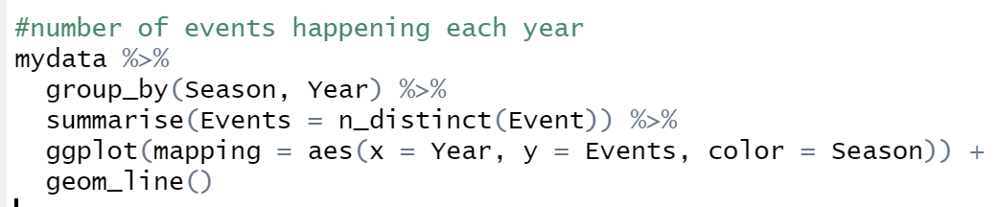 #number of events happening each year
mydata %>%
  group_by(Season, Year) %>%
  summarise(Events = n_distinct(Event)) %>%
  ggplot(mapping = aes(x = Year, y = Events, color = Season)) +
  geom_line()